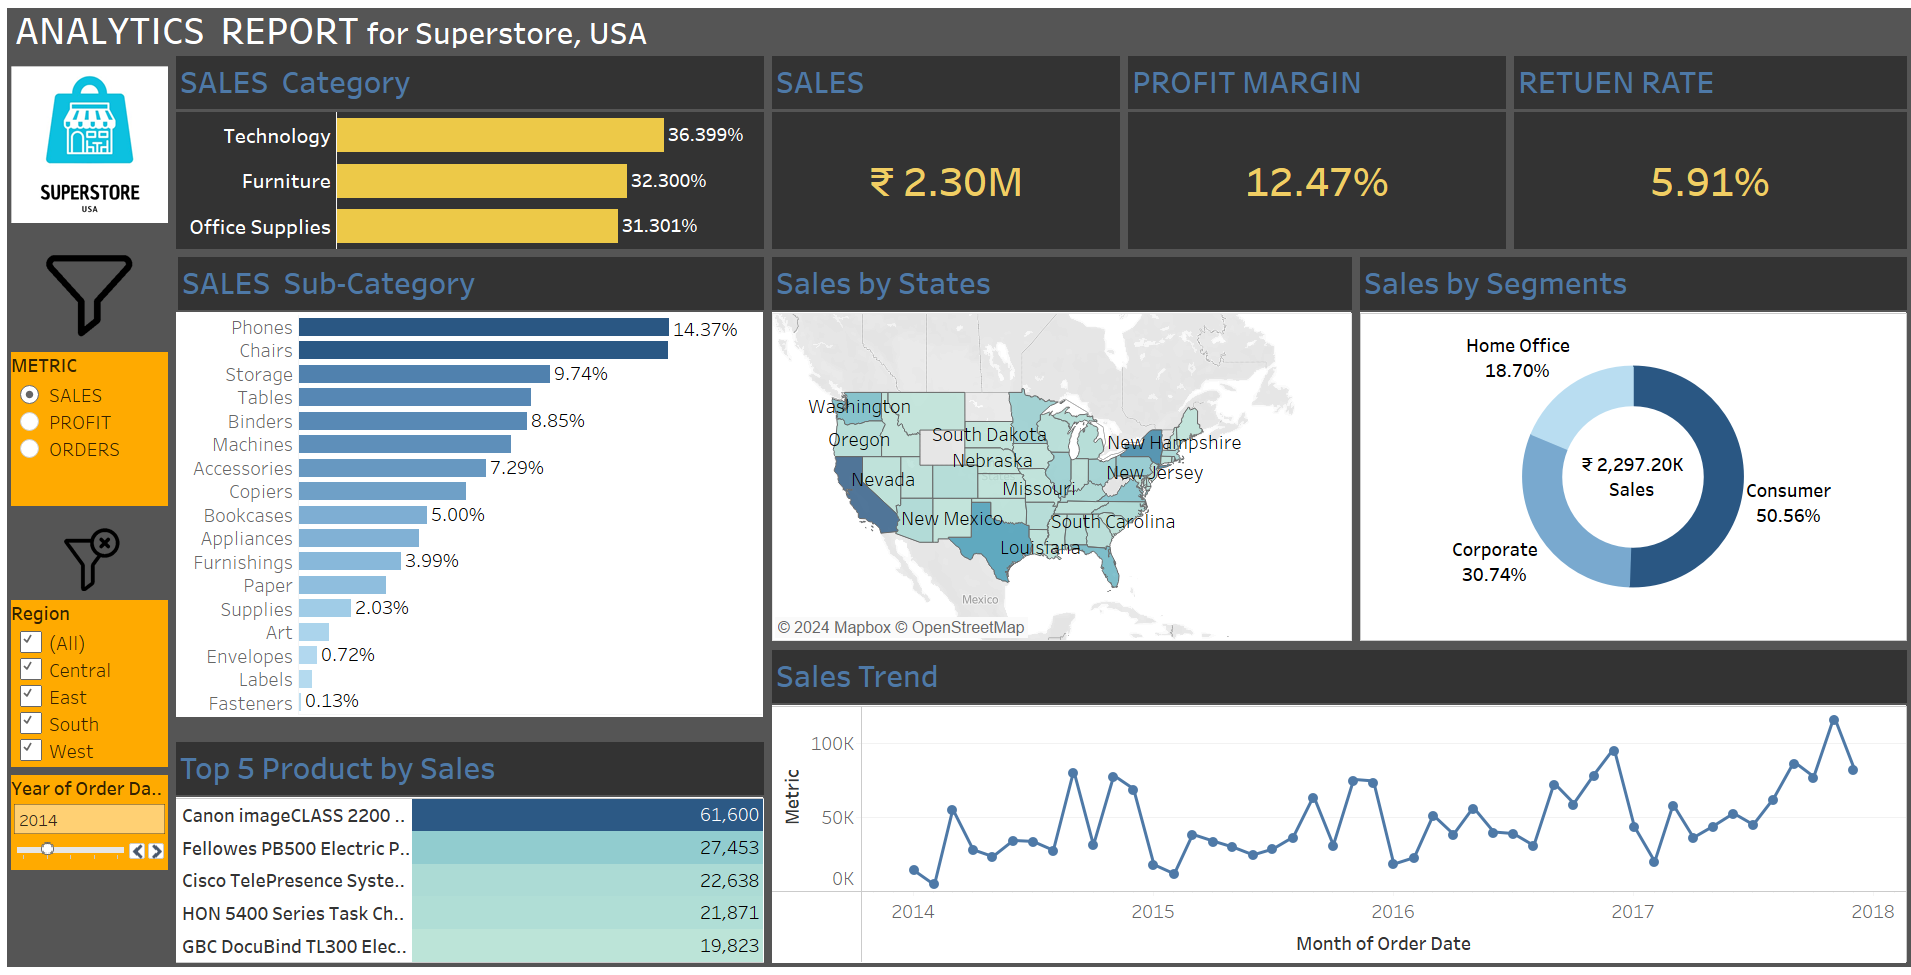 ANALYTICS REPORT for Superstore, USA
SUPERSTORE
USA
METRIC
SALES
PROFIT
ORDERS
Region
(All)
Central
East
South
West
Year of Order Da..
2014
SALES Category
Technology 36.399%
Furniture 32.300%
Office Supplies 31.301%
SALES
₹ 2.30M
PROFIT MARGIN
12.47%
RETUEN RATE
5.91%
SALES Sub-Category
Phones 14.37%
Chairs
Storage 9.74%
Tables
Binders 8.85%
Machines
Accessories 7.29%
Copiers
Bookcases 5.00%
Appliances
Furnishings 3.99%
Paper
Supplies 2.03%
Art
Envelopes 0.72%
Labels
Fasteners 0.13%
Sales by States
Washington
Oregon
South Dakota
New Hampshire
Nebraska
Nevada
New Jersey
Missouri
New Mexico
South Carolina
Louisiana
Mexico
© 2024 Mapbox © OpenStreetMap
Sales by Segments
Home Office
18.70%
₹ 2,297.20K
Sales
Consumer
50.56%
Corporate
30.74%
Top 5 Product by Sales
Canon imageCLASS 2200 .. 61,600
Fellowes PB500 Electric P.. 27,453
Cisco TelePresence Syste.. 22,638
HON 5400 Series Task Ch.. 21,871
GBC DocuBind TL300 Elec.. 19,823
Sales Trend
Metric
100K
50K
0K
2014 2015 2016 2017 2018
Month of Order Date